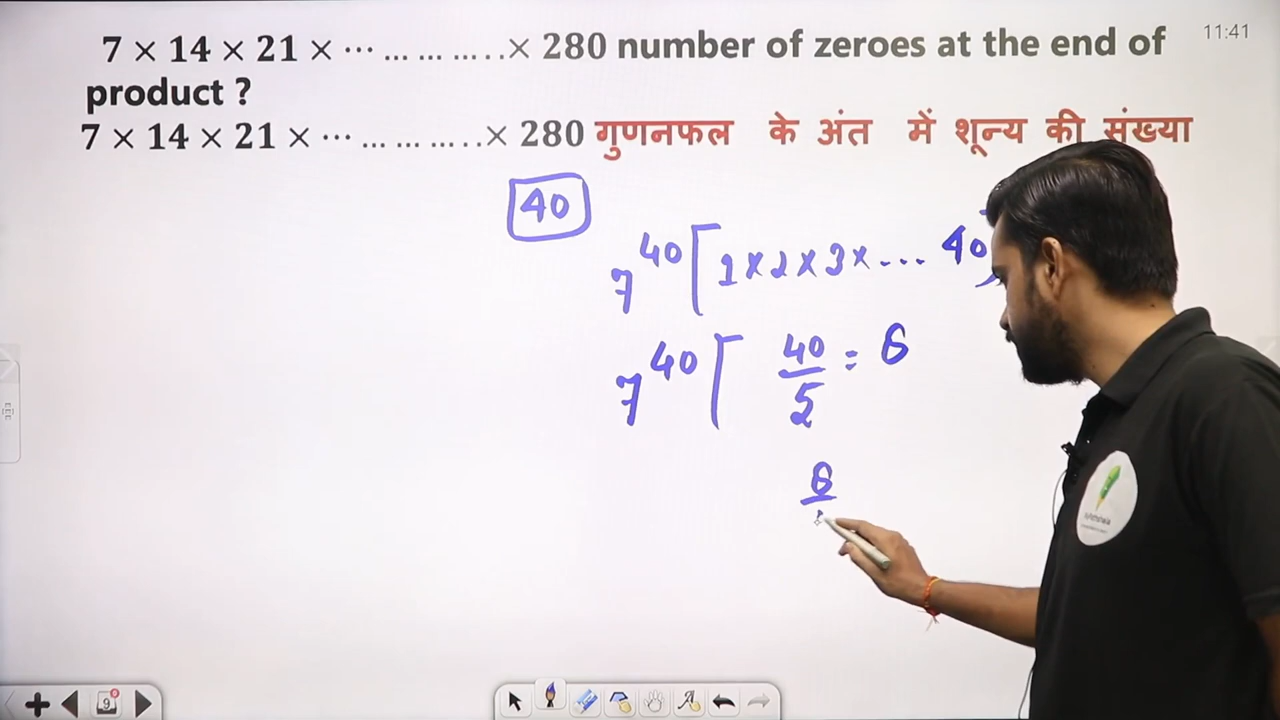 7 × 14 × 21 × ⋯ … … … . . × 280 number of zeroes at the end of
11:41
product ?
7 × 14 × 21 × ⋯ … … … . . × 280 गुणनफल के अंत में शून्य की संख्या
40
7^40 [ 1 × 2 × 3 × ... 40
7^40 [ 40/5 = 8
8
9